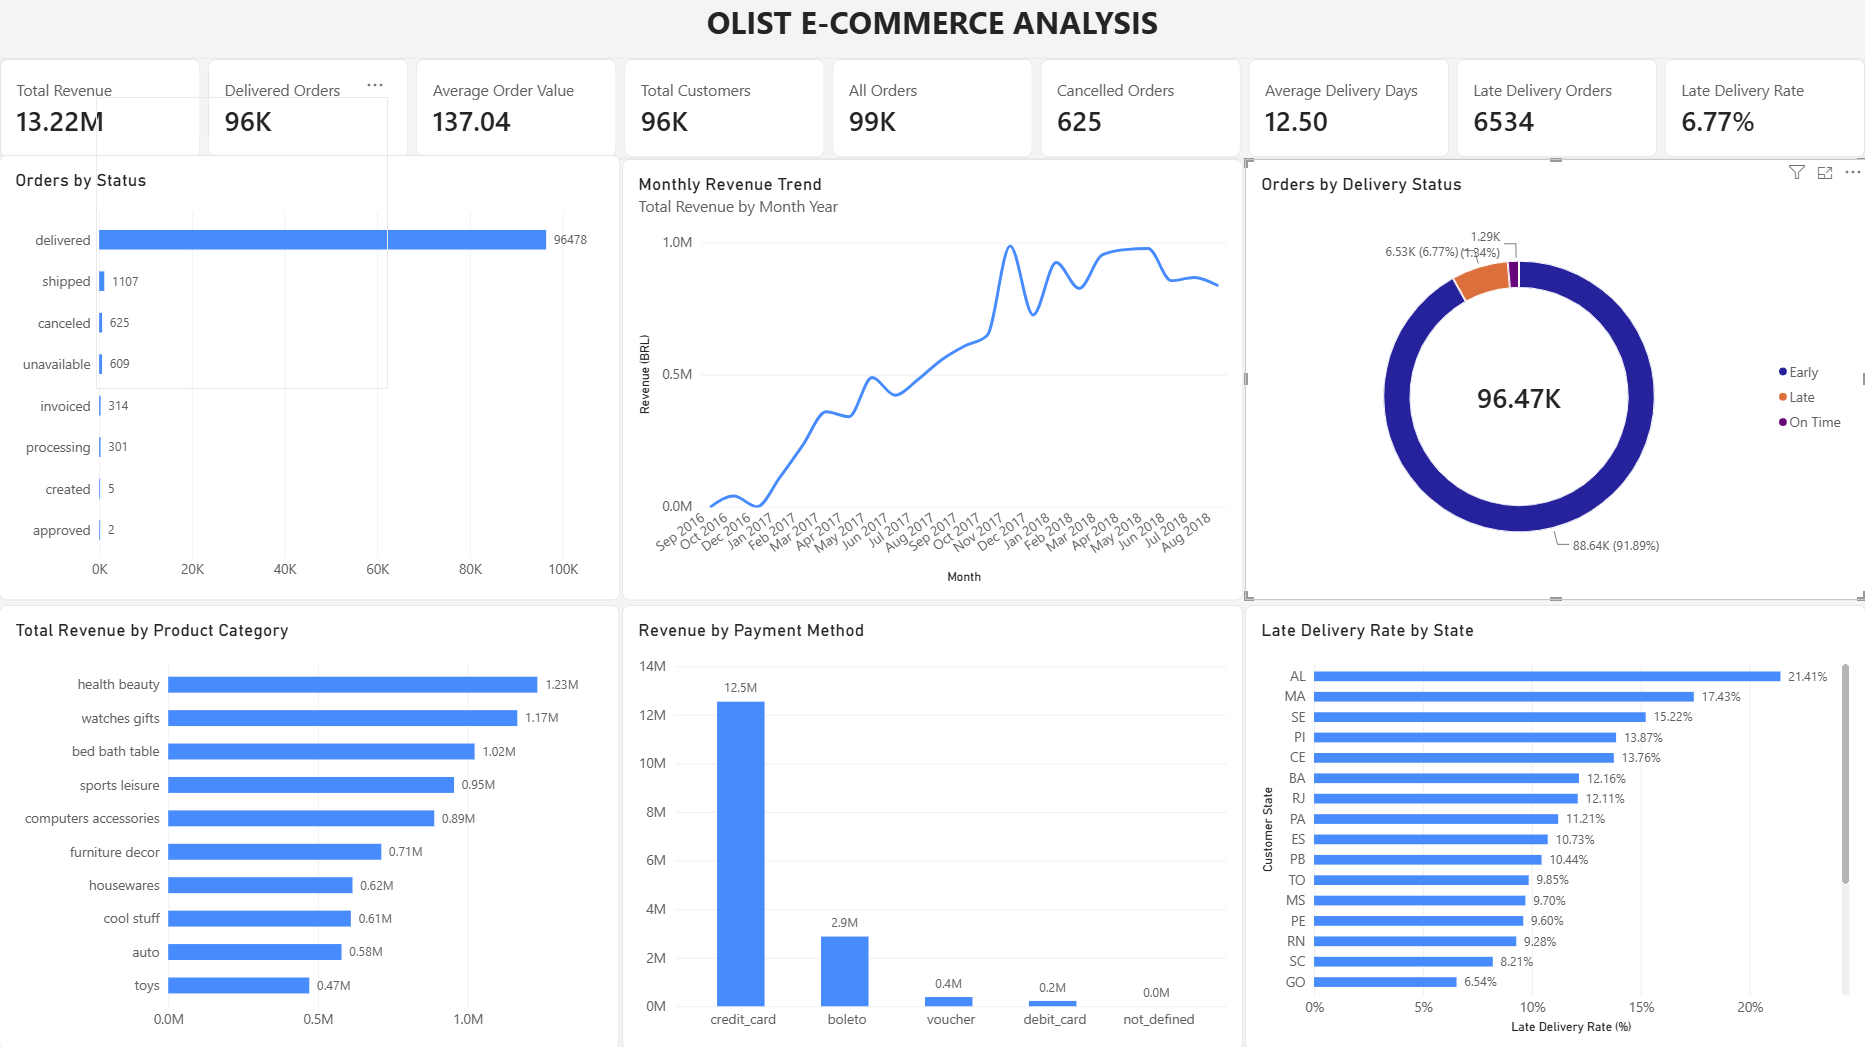 OLIST E-COMMERCE ANALYSIS
Total Revenue
13.22M
Delivered Orders
96K
Average Order Value
137.04
Total Customers
96K
All Orders
99K
Cancelled Orders
625
Average Delivery Days
12.50
Late Delivery Orders
6534
Late Delivery Rate
6.77%
Orders by Status
delivered 96478
shipped 1107
canceled 625
unavailable 609
invoiced 314
processing 301
created 5
approved 2
0K 20K 40K 60K 80K 100K
Monthly Revenue Trend
Total Revenue by Month Year
Revenue (BRL)
1.0M
0.5M
0.0M
Sep 2016 Oct 2016 Dec 2016 Jan 2017 Feb 2017 Mar 2017 Apr 2017 May 2017 Jun 2017 Jul 2017 Aug 2017 Sep 2017 Oct 2017 Nov 2017 Dec 2017 Jan 2018 Feb 2018 Mar 2018 Apr 2018 May 2018 Jun 2018 Jul 2018 Aug 2018
Month
Orders by Delivery Status
1.29K
(1.34%)
6.53K (6.77%)
96.47K
88.64K (91.89%)
Early
Late
On Time
Total Revenue by Product Category
health beauty 1.23M
watches gifts 1.17M
bed bath table 1.02M
sports leisure 0.95M
computers accessories 0.89M
furniture decor 0.71M
housewares 0.62M
cool stuff 0.61M
auto 0.58M
toys 0.47M
0.0M 0.5M 1.0M
Revenue by Payment Method
14M
12M
10M
8M
6M
4M
2M
0M
12.5M
2.9M
0.4M
0.2M
0.0M
credit_card boleto voucher debit_card not_defined
Late Delivery Rate by State
Customer State
AL 21.41%
MA 17.43%
SE 15.22%
PI 13.87%
CE 13.76%
BA 12.16%
RJ 12.11%
PA 11.21%
ES 10.73%
PB 10.44%
TO 9.85%
MS 9.70%
PE 9.60%
RN 9.28%
SC 8.21%
GO 6.54%
0% 5% 10% 15% 20%
Late Delivery Rate (%)